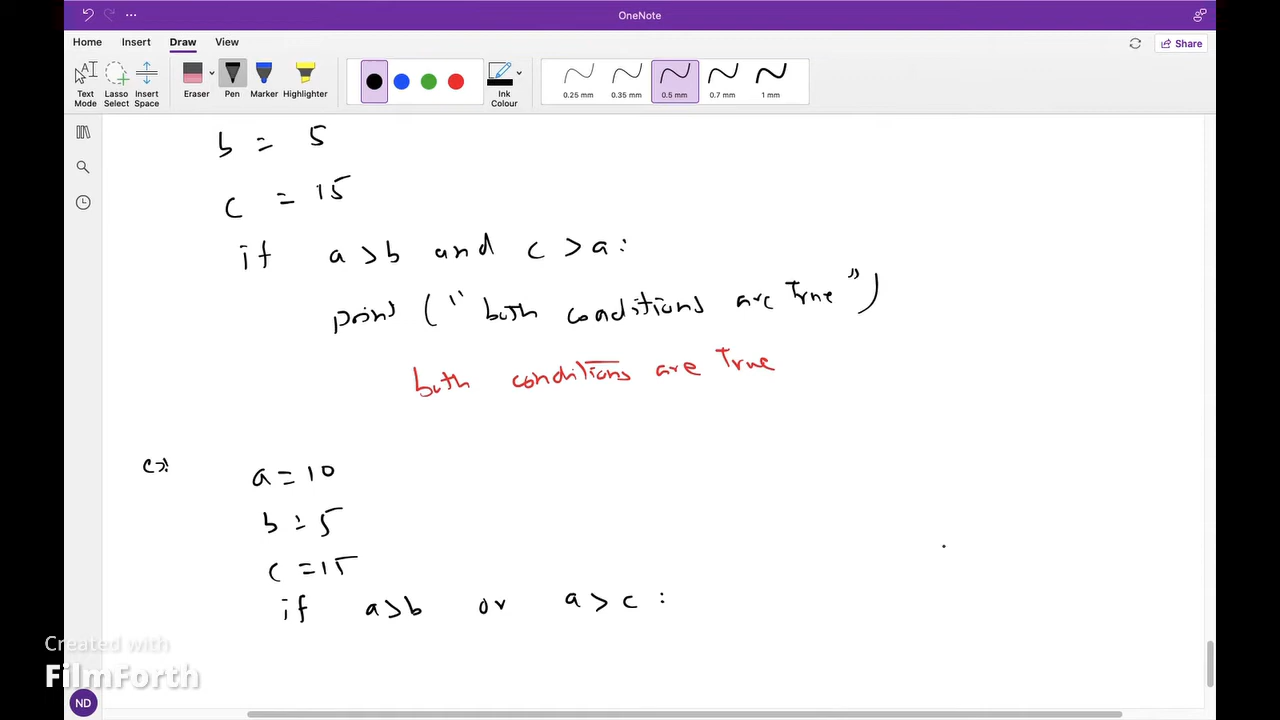 OneNote
Home Insert Draw View
Share
Text Mode
Lasso Select
Insert Space
Eraser
Pen
Marker
Highlighter
Ink Colour
0.25 mm
0.35 mm
0.5 mm
0.7 mm
1 mm
b = 5
c = 15
if a>b and c >a:
print ("both conditions are True")
both conditions are True
ex:
a=10
b=5
c=15
if a>b or a>c :
Created with
FilmForth
ND